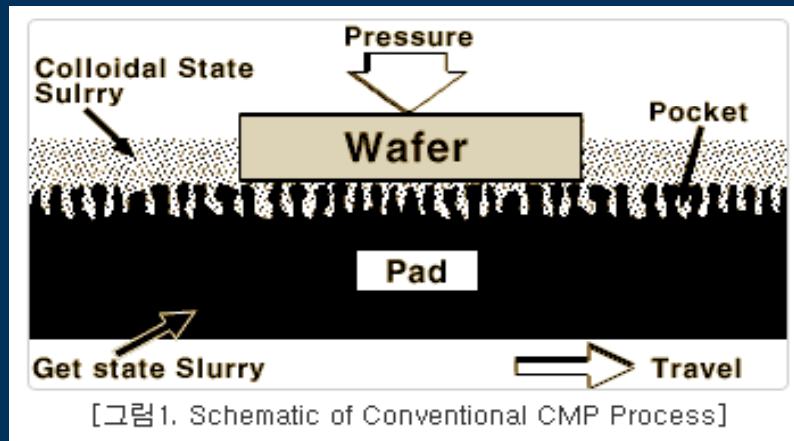 Pressure
Colloidal State
Sulrry
Pocket
Wafer
Pad
Get state Slurry
Travel
[그림1. Schematic of Conventional CMP Process]